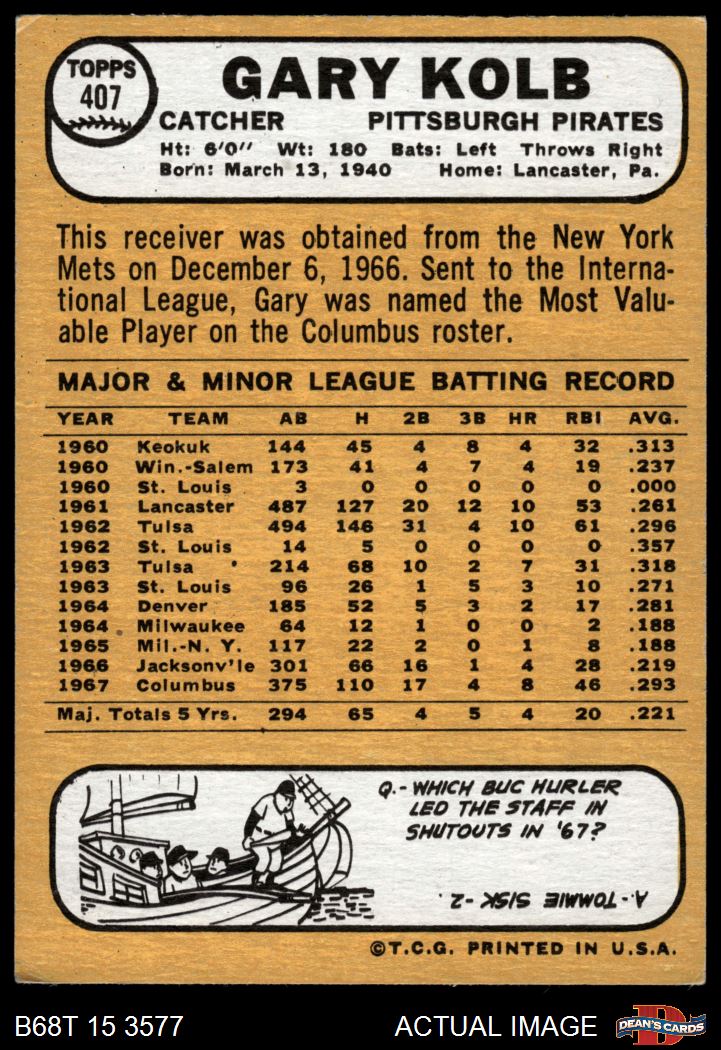 TOPPS
407
GARY KOLB
CATCHER PITTSBURGH PIRATES
Ht: 6'0" Wt: 180 Bats: Left Throws Right
Born: March 13, 1940 Home: Lancaster, Pa.
This receiver was obtained from the New York
Mets on December 6, 1966. Sent to the Interna-
tional League, Gary was named the Most Valu-
able Player on the Columbus roster.
MAJOR & MINOR LEAGUE BATTING RECORD
YEAR TEAM AB H 2B 3B HR RBI AVG.
1960 Keokuk 144 45 4 8 4 32 .313
1960 Win.-Salem 173 41 4 7 4 19 .237
1960 St. Louis 3 0 0 0 0 0 .000
1961 Lancaster 487 127 20 12 10 53 .261
1962 Tulsa 494 146 31 4 10 61 .296
1962 St. Louis 14 5 0 0 0 0 .357
1963 Tulsa 214 68 10 2 7 31 .318
1963 St. Louis 96 26 1 5 3 10 .271
1964 Denver 185 52 5 3 2 17 .281
1964 Milwaukee 64 12 1 0 0 2 .188
1965 Mil.-N. Y. 117 22 2 0 1 8 .188
1966 Jacksonv'le 301 66 16 1 4 28 .219
1967 Columbus 375 110 17 4 8 46 .293
Maj. Totals 5 Yrs. 294 65 4 5 4 20 .221
Q.- WHICH BUC HURLER
LED THE STAFF IN
SHUTOUTS IN '67?
A- TOMMIE SISK - 2.
©T.C.G. PRINTED IN U.S.A.
B68T 15 3577 ACTUAL IMAGE DEAN'S CARDS